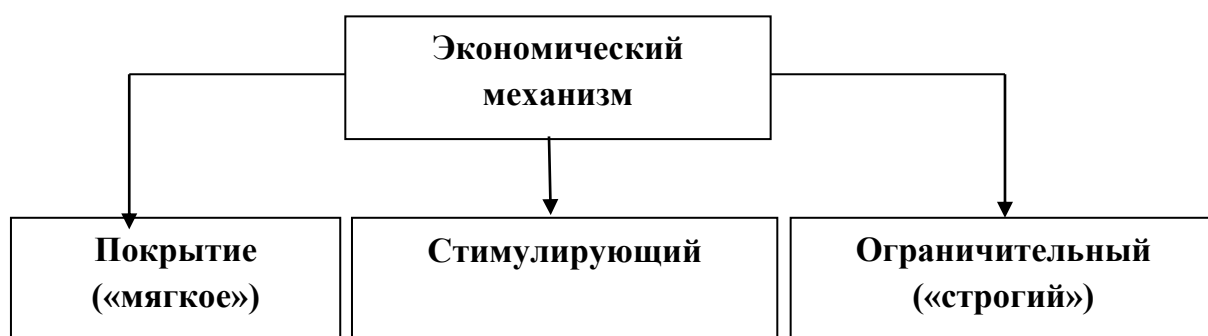 Экономический
механизм
Покрытие
(«мягкое»)
Стимулирующий
Ограничительный
(«строгий»)